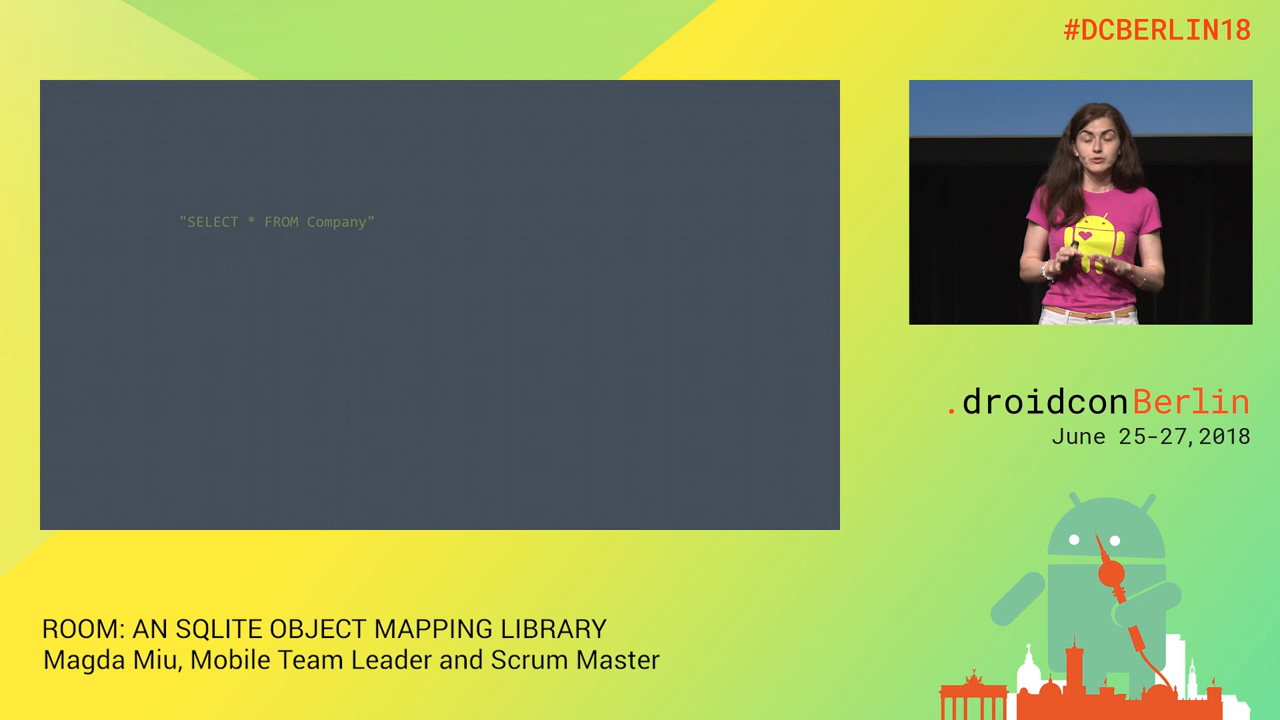 #DCBERLIN18
"SELECT * FROM Company"
.droidconBerlin
June 25-27, 2018
ROOM: AN SQLITE OBJECT MAPPING LIBRARY
Magda Miu, Mobile Team Leader and Scrum Master